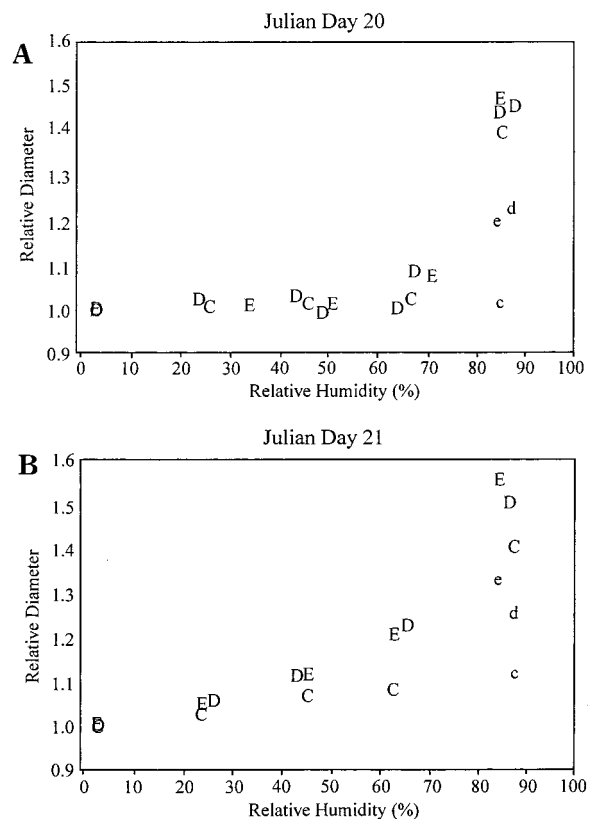 Julian Day 20
A
Relative Diameter
1.6
1.5
1.4
1.3
1.2
1.1
1.0
0.9
E
D D
C
d
e
D E
D C E D C D E D C c
D
0 10 20 30 40 50 60 70 80 90 100
Relative Humidity (%)
Julian Day 21
B
Relative Diameter
1.6
1.5
1.4
1.3
1.2
1.1
1.0
0.9
E
D
C
e
d
E D
D E c
E D C C
C
0 10 20 30 40 50 60 70 80 90 100
Relative Humidity (%)